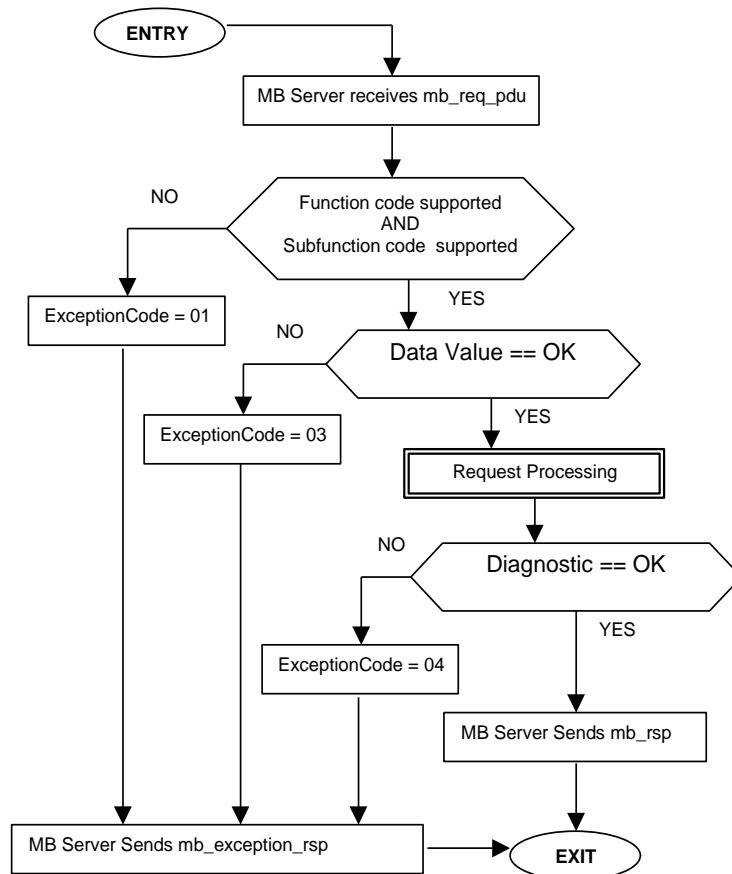 ENTRY
MB Server receives mb_req_pdu
NO
Function code supported
AND
Subfunction code supported
YES
ExceptionCode = 01
NO
Data Value == OK
YES
ExceptionCode = 03
Request Processing
NO
Diagnostic == OK
YES
ExceptionCode = 04
MB Server Sends mb_rsp
MB Server Sends mb_exception_rsp
EXIT